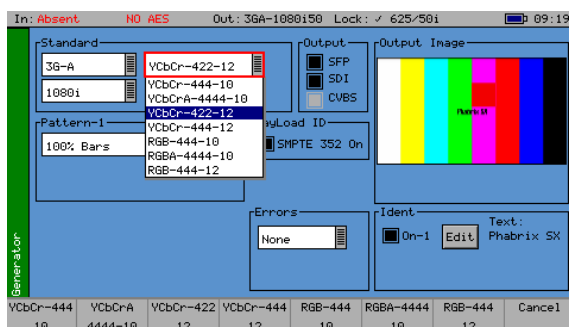 In: Absent NO AES Out: 3GA-1080i50 Lock: ✓ 625/50i 09:19
Standard
3G-A
YCbCr-422-12
1080i
YCbCr-444-10
YCbCrA-4444-10
YCbCr-422-12
YCbCr-444-12
RGB-444-10
RGBA-4444-10
RGB-444-12
Output
SFP
SDI
CVBS
Output Image
Phabrix SX
Pattern-1
100% Bars
ayLoad ID
SMPTE 352 On
Errors
None
Ident
On-1
Edit
Text:
Phabrix SX
Generator
YCbCr-444 YCbCrA YCbCr-422 YCbCr-444 RGB-444 RGBA-4444 RGB-444 Cancel
10 4444-10 12 12 10 10 12